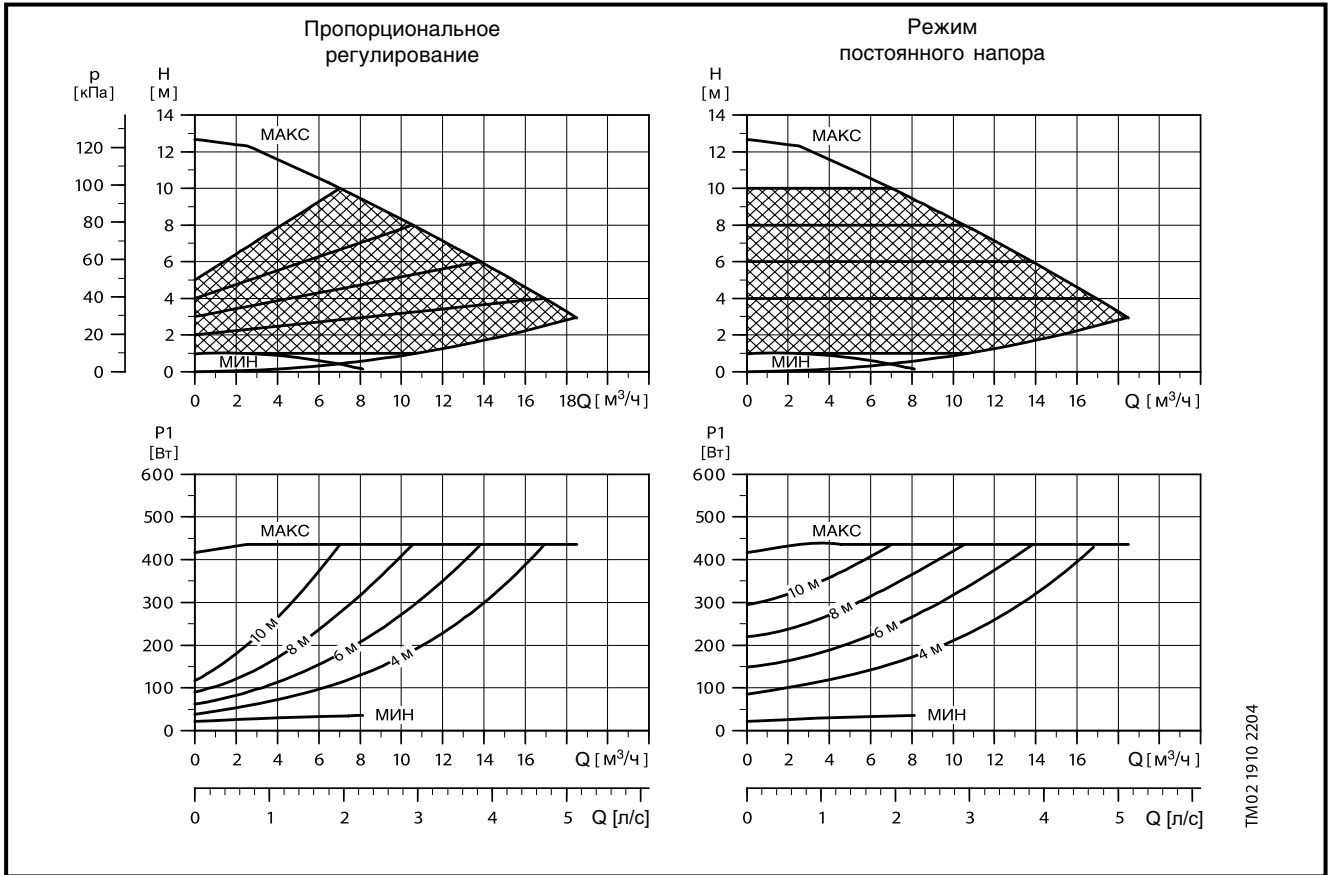 Пропорциональное
регулирование
Режим
постоянного напора
p
[кПа]
H
[м]
120
100
80
60
40
20
0
14
12
10
8
6
4
2
0
МАКС
МИН
0 2 4 6 8 10 12 14 16 18 Q [м³/ч]
H
[м]
14
12
10
8
6
4
2
0
МАКС
МИН
0 2 4 6 8 10 12 14 16 Q [м³/ч]
P1
[Вт]
600
500
400
300
200
100
0
МАКС
10 м
8 м
6 м
4 м
МИН
0 2 4 6 8 10 12 14 16 Q [м³/ч]
0 1 2 3 4 5 Q [л/с]
P1
[Вт]
600
500
400
300
200
100
0
МАКС
10 м
8 м
6 м
4 м
МИН
0 2 4 6 8 10 12 14 16 Q [м³/ч]
0 1 2 3 4 5 Q [л/с]
TM02 1910 2204